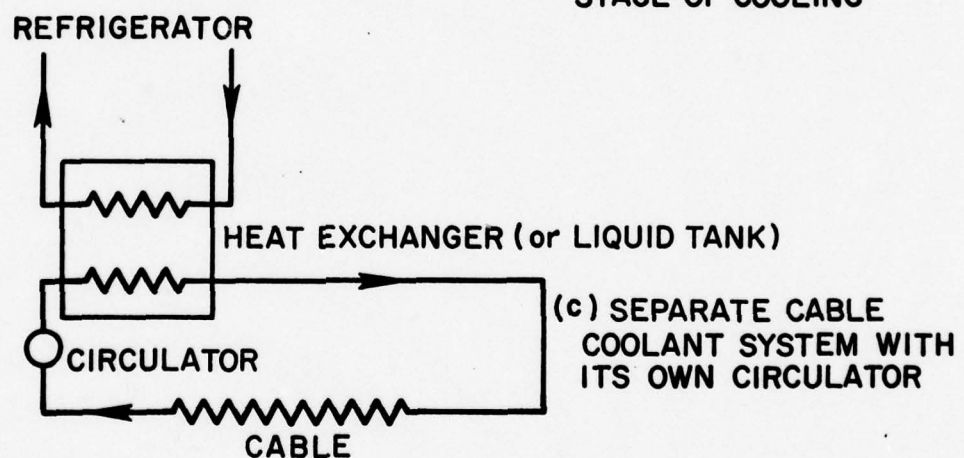 STAGE OF COOLING
REFRIGERATOR
HEAT EXCHANGER (or LIQUID TANK)
(c) SEPARATE CABLE
COOLANT SYSTEM WITH
ITS OWN CIRCULATOR
CIRCULATOR
CABLE